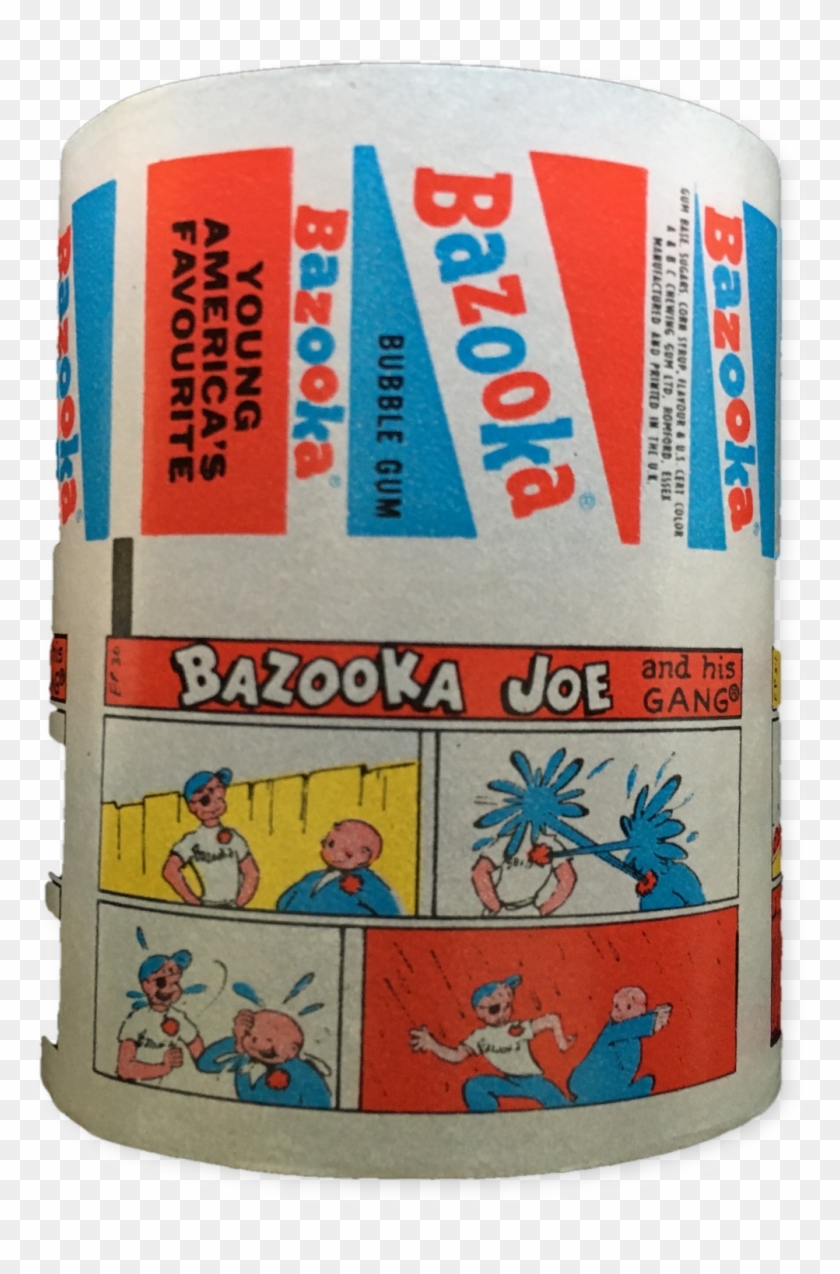 Bazooka
YOUNG
AMERICA'S
FAVOURITE
Bazooka®
BUBBLE GUM
Bazooka®
GUM BASE, SUGARS, CORN SYRUP, FLAVOUR & U.S. CERT COLOR
A & B C CHEWING GUM LTD, ROMFORD, ESSEX
MANUFACTURED AND PRINTED IN THE U.K.
Bazooka®
BAZOOKA JOE and his
GANG®
BAZOOKA
BAZOOKA